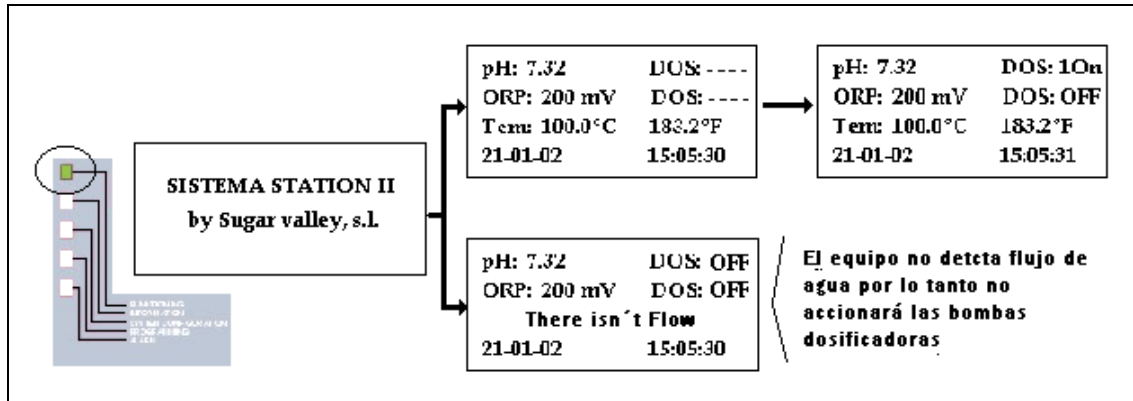 SISTEMA STATION II
by Sugar valley, s.l.
pH: 7.32 DOS: ----
ORP: 200 mV DOS: ----
Tem: 100.0°C 183.2°F
21-01-02 15:05:30
pH: 7.32 DOS: 1On
ORP: 200 mV DOS: OFF
Tem: 100.0°C 183.2°F
21-01-02 15:05:31
pH: 7.32 DOS: OFF
ORP: 200 mV DOS: OFF
There isn´t Flow
21-01-02 15:05:30
El equipo no detcta flujo de
agua por lo tanto no
accionará las bombas
dosificadoras